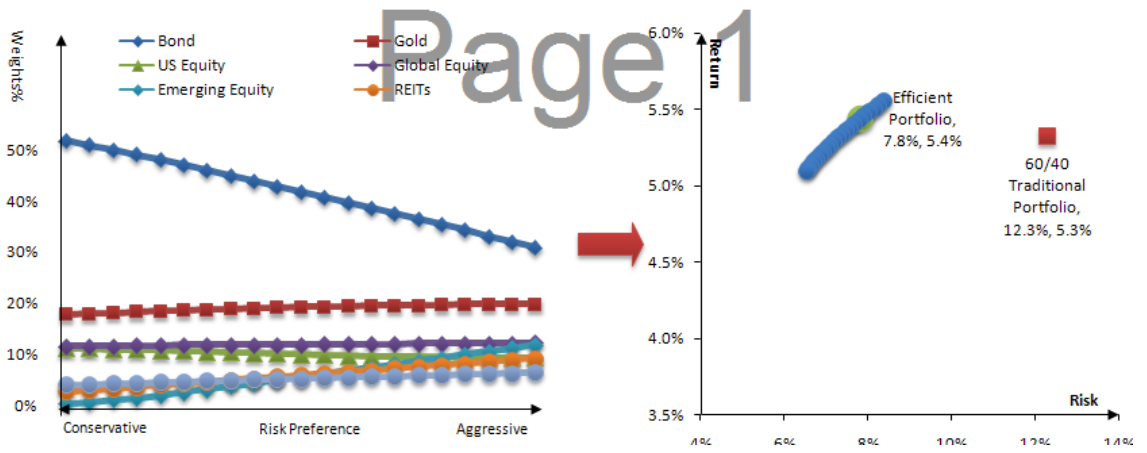 Page 1
Weights%
Bond
Gold
US Equity
Global Equity
Emerging Equity
REITs
50%
40%
30%
20%
10%
0%
Conservative
Risk Preference
Aggressive
Return
6.0%
5.5%
5.0%
4.5%
4.0%
3.5%
Efficient
Portfolio,
7.8%, 5.4%
60/40
Traditional
Portfolio,
12.3%, 5.3%
Risk
4%
6%
8%
10%
12%
14%